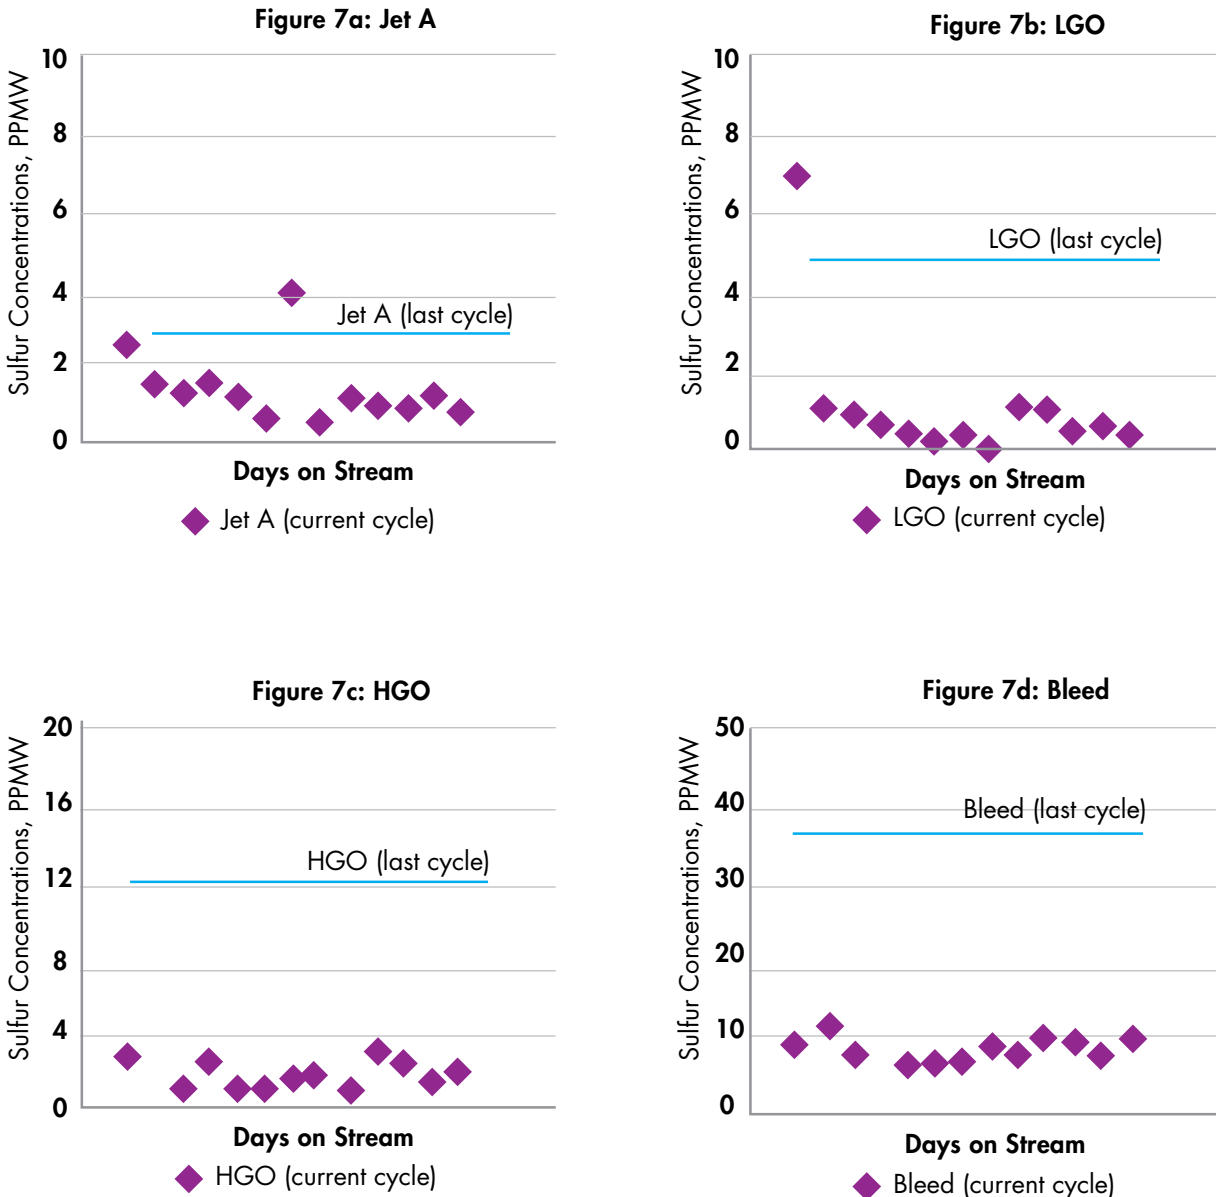 Figure 7a: Jet A
Sulfur Concentrations, PPMW
10
8
6
4
2
0
Jet A (last cycle)
Days on Stream
Jet A (current cycle)
Figure 7b: LGO
Sulfur Concentrations, PPMW
10
8
6
4
2
0
LGO (last cycle)
Days on Stream
LGO (current cycle)
Figure 7c: HGO
Sulfur Concentrations, PPMW
20
16
12
8
4
0
HGO (last cycle)
Days on Stream
HGO (current cycle)
Figure 7d: Bleed
Sulfur Concentrations, PPMW
50
40
30
20
10
0
Bleed (last cycle)
Days on Stream
Bleed (current cycle)